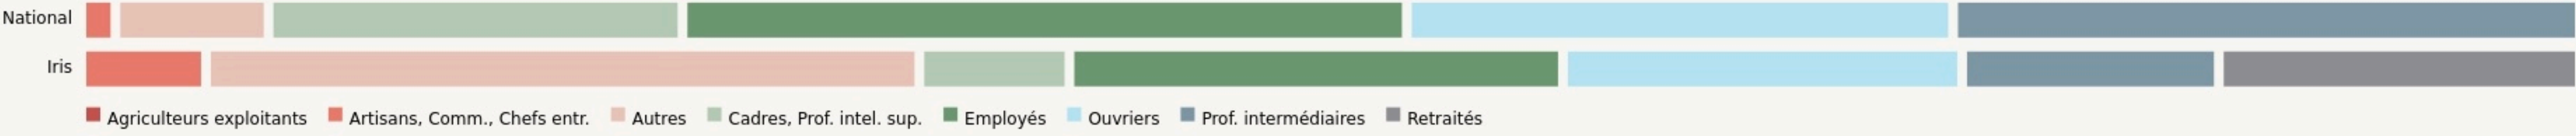 National
Iris
Agriculteurs exploitants Artisans, Comm., Chefs entr. Autres Cadres, Prof. intel. sup. Employés Ouvriers Prof. intermédiaires Retraités